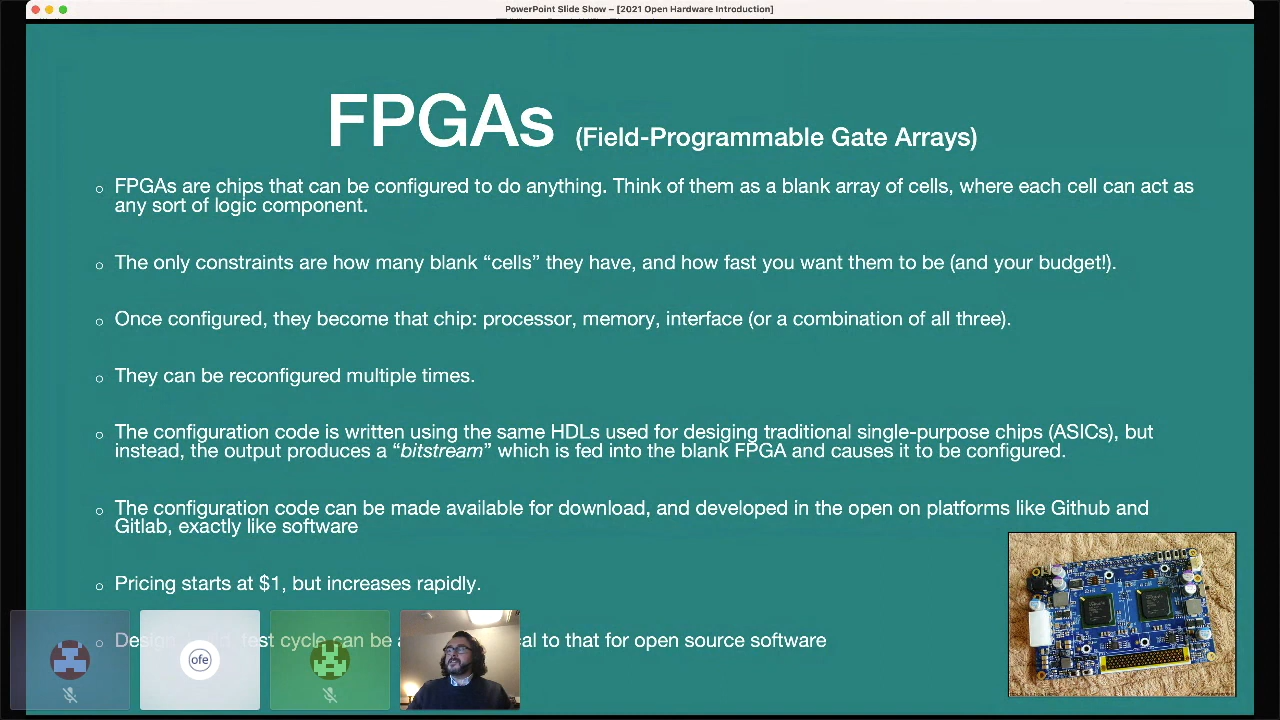 PowerPoint Slide Show – [2021 Open Hardware Introduction]
FPGAs (Field-Programmable Gate Arrays)
FPGAs are chips that can be configured to do anything. Think of them as a blank array of cells, where each cell can act as
any sort of logic component.
The only constraints are how many blank “cells” they have, and how fast you want them to be (and your budget!).
Once configured, they become that chip: processor, memory, interface (or a combination of all three).
They can be reconfigured multiple times.
The configuration code is written using the same HDLs used for desiging traditional single-purpose chips (ASICs), but
instead, the output produces a “bitstream” which is fed into the blank FPGA and causes it to be configured.
The configuration code can be made available for download, and developed in the open on platforms like Github and
Gitlab, exactly like software
Pricing starts at $1, but increases rapidly.
Design, test cycle can be to that for open source software
ofe